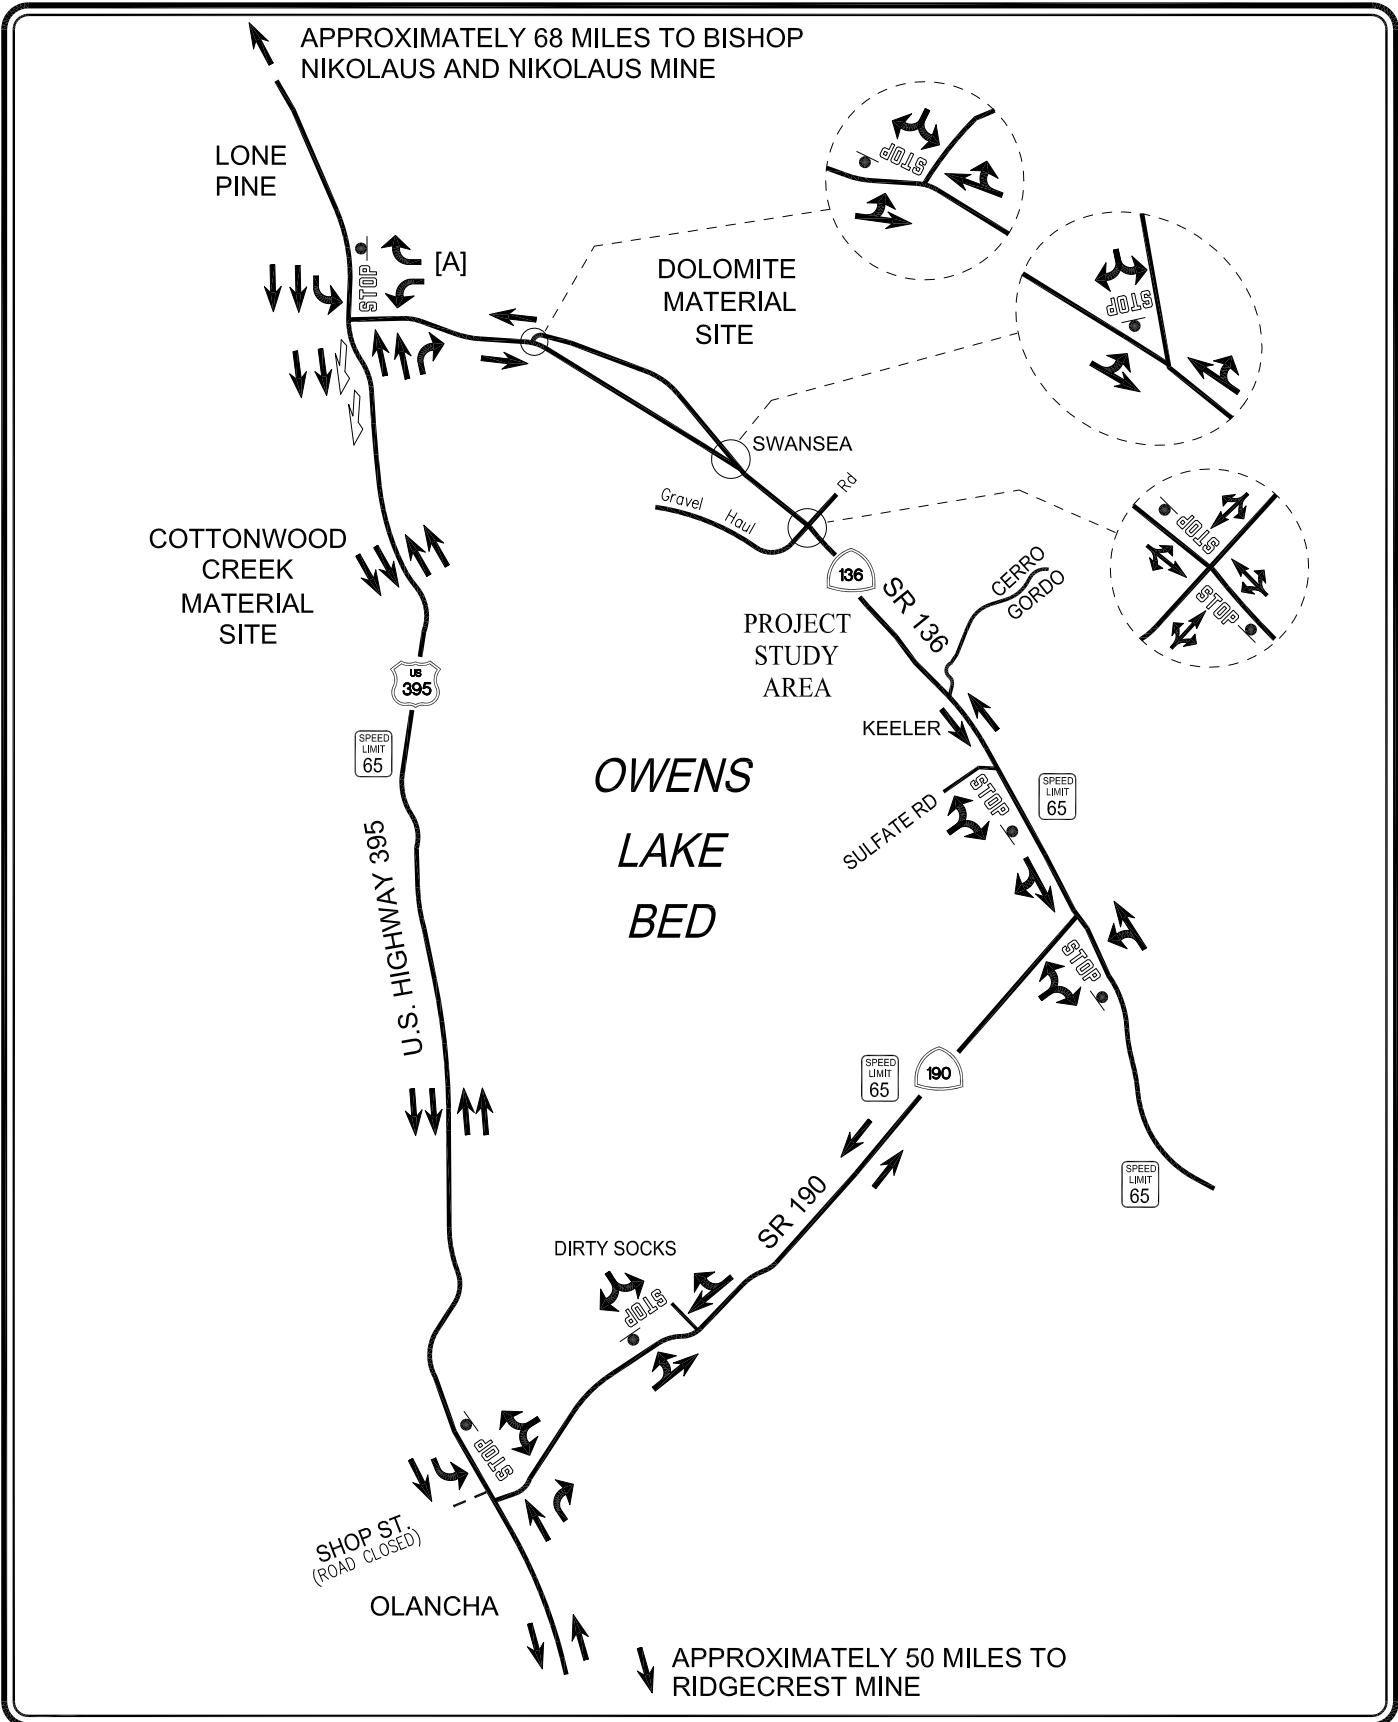 APPROXIMATELY 68 MILES TO BISHOP
NIKOLAUS AND NIKOLAUS MINE
LONE
PINE
STOP
[A]
STOP
DOLOMITE
MATERIAL
SITE
STOP
SWANSEA
Gravel Haul Rd
STOP
STOP
COTTONWOOD
CREEK
MATERIAL
SITE
136
SR 136
CERRO
GORDO
PROJECT
STUDY
AREA
US
395
KEELER
SPEED
LIMIT
65
SPEED
LIMIT
65
STOP
SULFATE RD
OWENS
LAKE
BED
U.S. HIGHWAY 395
STOP
SPEED
LIMIT
65
190
SPEED
LIMIT
65
SR 190
DIRTY SOCKS
STOP
STOP
SHOP ST.
(ROAD CLOSED)
OLANCHA
APPROXIMATELY 50 MILES TO
RIDGECREST MINE